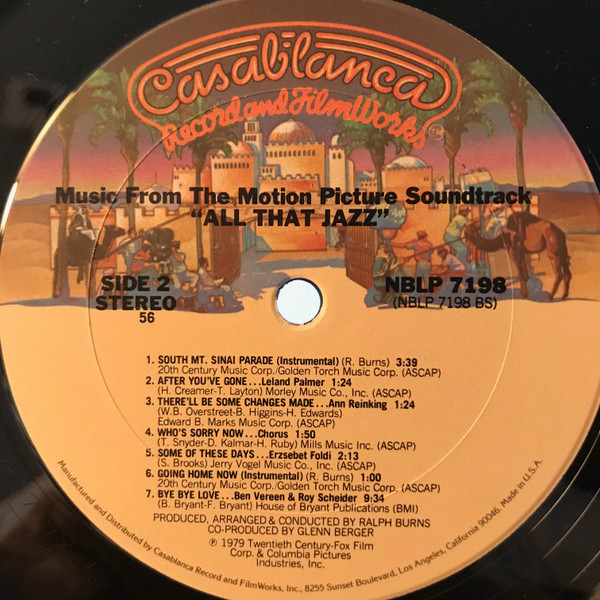 Casablanca
Record and FilmWorks
TM
Music From The Motion Picture Soundtrack
"ALL THAT JAZZ"
SIDE 2
STEREO
56
NBLP 7198
(NBLP 7198 BS)
1. SOUTH MT. SINAI PARADE (Instrumental) (R. Burns) 3:39
20th Century Music Corp./Golden Torch Music Corp. (ASCAP)
2. AFTER YOU'VE GONE...Leland Palmer 1:24
(H. Creamer-T. Layton) Morley Music Co., Inc. (ASCAP)
3. THERE'LL BE SOME CHANGES MADE...Ann Reinking 1:24
(W.B. Overstreet-B. Higgins-H. Edwards)
Edward B. Marks Music Corp. (ASCAP)
4. WHO'S SORRY NOW...Chorus 1:50
(T. Snyder-D. Kalmar-H. Ruby) Mills Music Inc. (ASCAP)
5. SOME OF THESE DAYS...Erzsebet Foldi 2:13
(S. Brooks) Jerry Vogel Music Co., Inc. (ASCAP)
6. GOING HOME NOW (Instrumental) (R. Burns) 1:00
20th Century Music Corp./Golden Torch Music Corp. (ASCAP)
7. BYE BYE LOVE...Ben Vereen & Roy Scheider 9:34
(B. Bryant-F. Bryant) House of Bryant Publications (BMI)
PRODUCED, ARRANGED & CONDUCTED BY RALPH BURNS
CO-PRODUCED BY GLENN BERGER
℗ 1979 Twentieth Century-Fox Film
Corp. & Columbia Pictures
Industries, Inc.
Manufactured and Distributed by Casablanca Record and FilmWorks, Inc., 8255 Sunset Boulevard, Los Angeles, California 90046. Made in U.S.A.